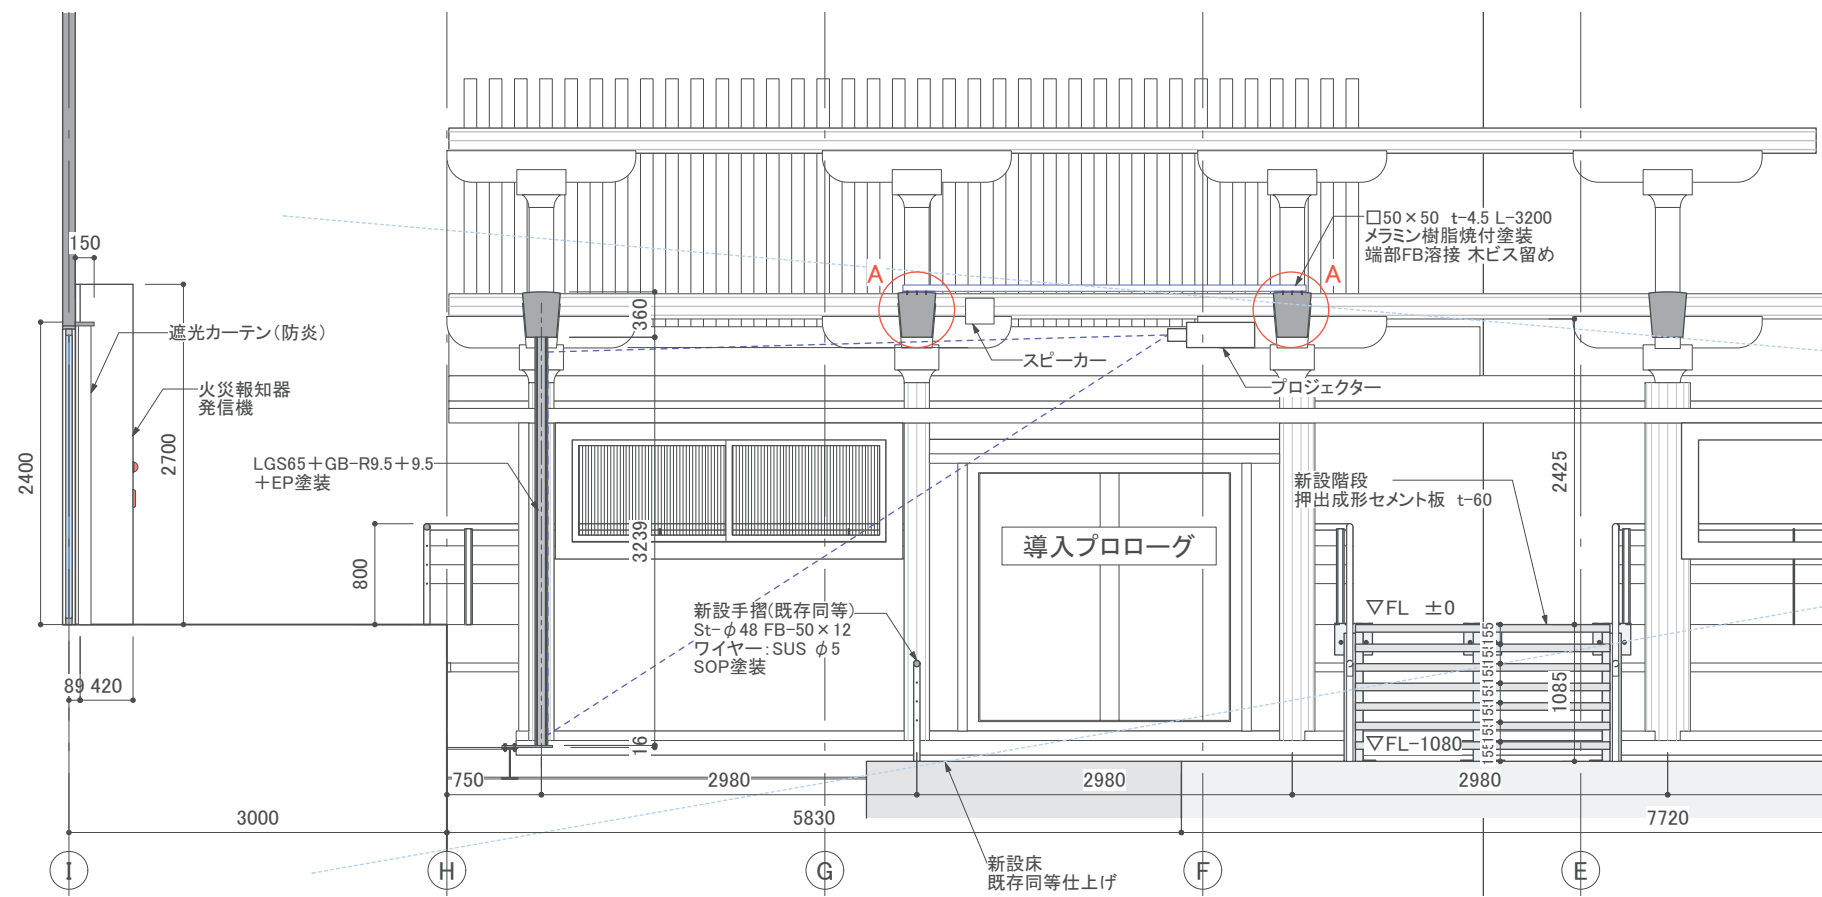 150
A
A
□50×50 t-4.5 L-3200
メラミン樹脂焼付塗装
端部FB溶接 木ビス留め
360
遮光カーテン(防炎)
スピーカー
プロジェクター
火災報知器
発信機
2400
2700
LGS65+GB-R9.5+9.5
+EP塗装
2425
新設階段
押出成形セメント板 t-60
800
3239
導入プロローグ
新設手摺(既存同等)
St-φ48 FB-50×12
ワイヤー:SUS φ5
SOP塗装
▽FL ±0
89
420
1085
16
▽FL-1080
750
2980
2980
2980
3000
5830
7720
新設床
既存同等仕上げ
I
H
G
F
E